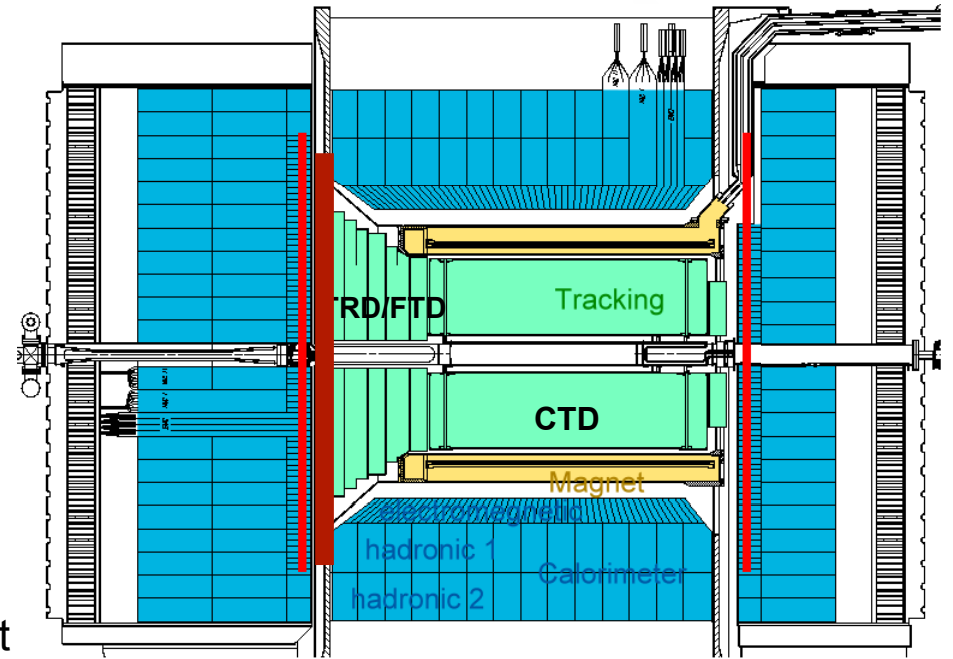 TRD/FTD
Tracking
CTD
Magnet
electromagnetic
hadronic 1
Calorimeter
hadronic 2
t